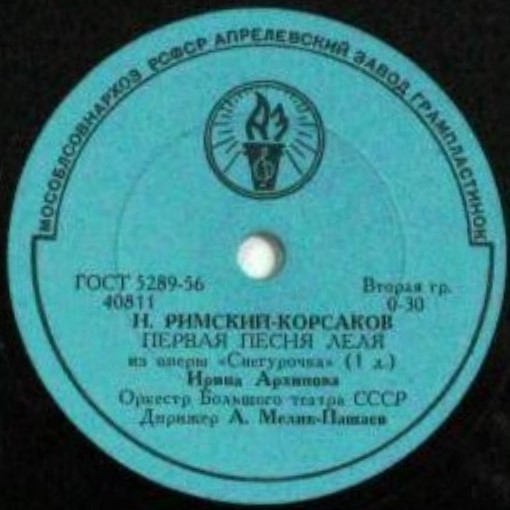 МОСОБЛСОВНАРХОЗ РСФСР АПРЕЛЕВСКИЙ ЗАВОД ГРАМПЛАСТИНОК
АЗ
ГОСТ 5289-56
40811
Вторая гр.
0-30
Н. РИМСКИЙ-КОРСАКОВ
ПЕРВАЯ ПЕСНЯ ЛЕЛЯ
из оперы «Снегурочка» (1 д.)
Ирина Архипова
Оркестр Большого театра СССР
Дирижер А. Мелик-Пашаев